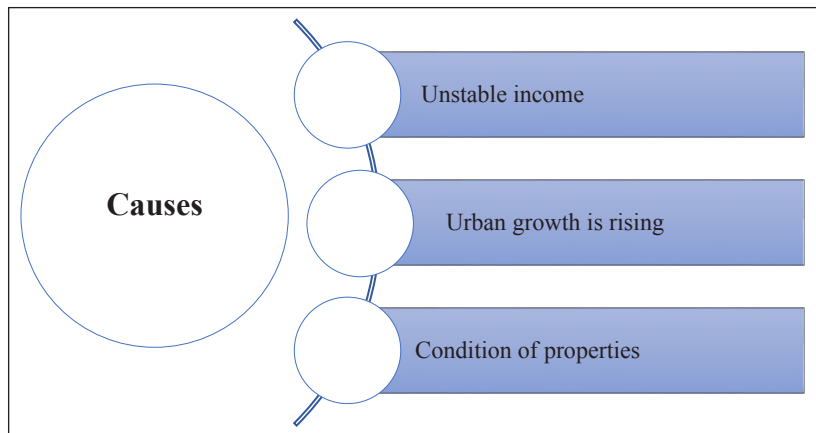 Causes
Unstable income
Urban growth is rising
Condition of properties